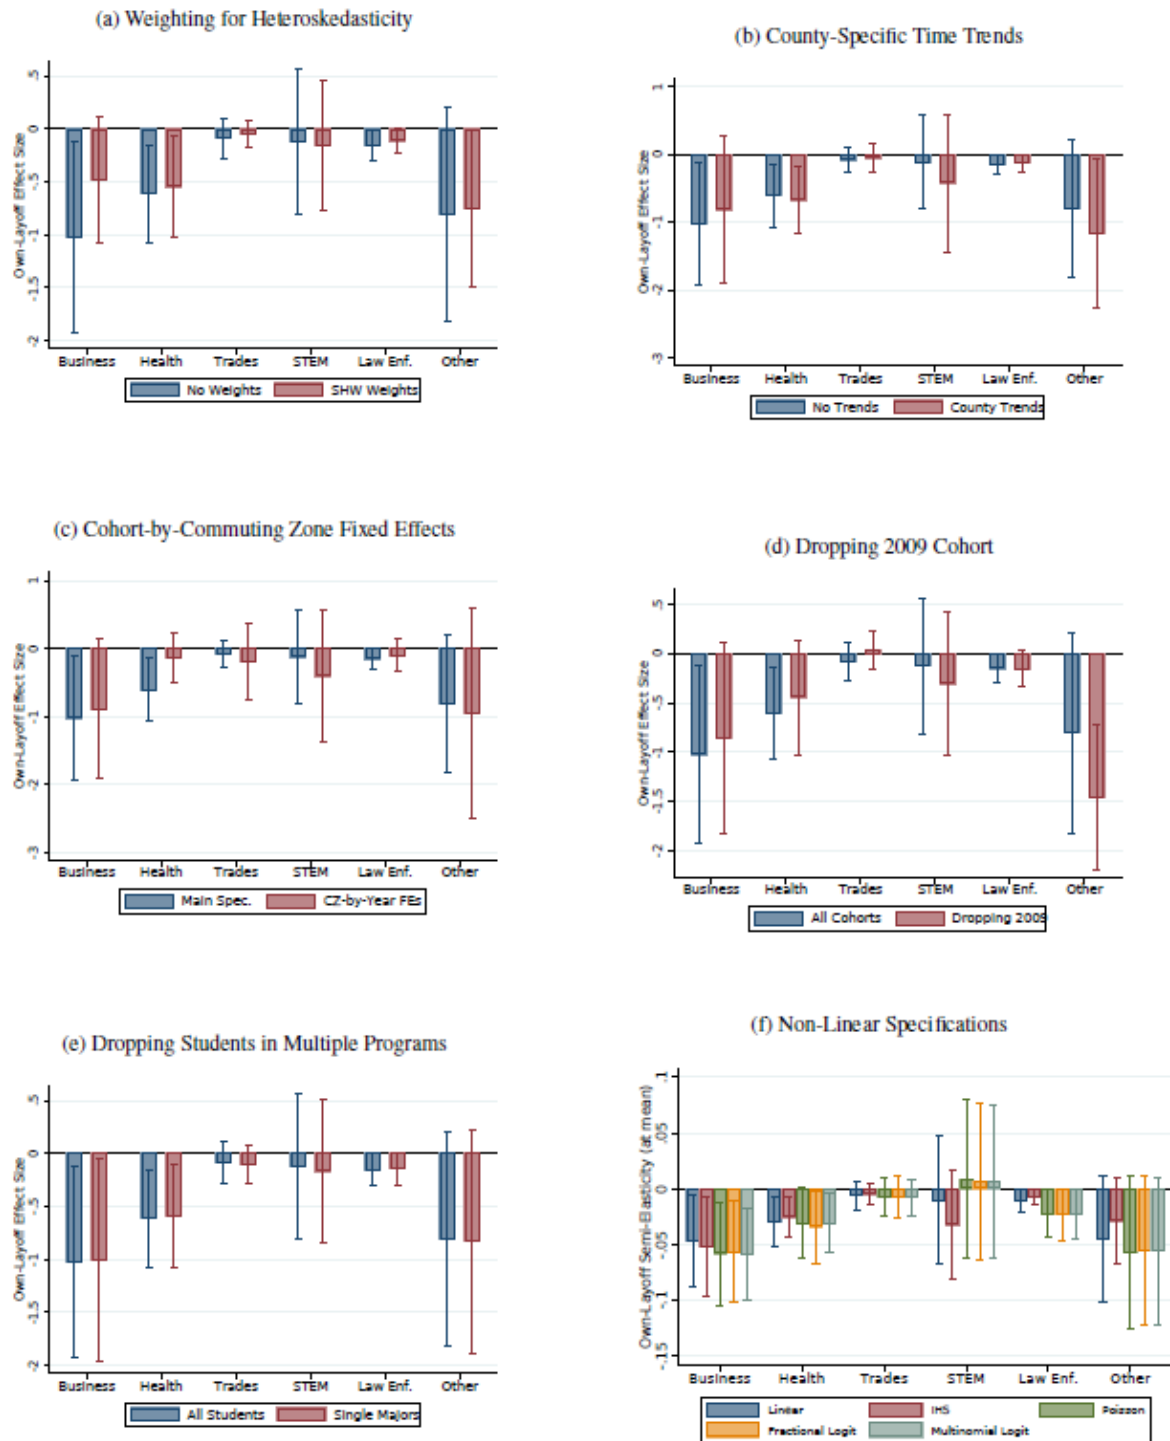 (a) Weighting for Heteroskedasticity
Own-Layoff Effect Size
.5
0
-.5
-1
-1.5
-2
Business Health Trades STEM Law Enf. Other
No Weights SHW Weights
(b) County-Specific Time Trends
Own-Layoff Effect Size
1
0
-1
-2
-3
Business Health Trades STEM Law Enf. Other
No Trends County Trends
(c) Cohort-by-Commuting Zone Fixed Effects
Own-Layoff Effect Size
1
0
-1
-2
-3
Business Health Trades STEM Law Enf. Other
Main Spec. CZ-by-Year FEs
(d) Dropping 2009 Cohort
Own-Layoff Effect Size
.5
0
-.5
-1
-1.5
-2
Business Health Trades STEM Law Enf. Other
All Cohorts Dropping 2009
(e) Dropping Students in Multiple Programs
Own-Layoff Effect Size
.5
0
-.5
-1
-1.5
-2
Business Health Trades STEM Law Enf. Other
All Students Single Majors
(f) Non-Linear Specifications
Own-Layoff Semi-Elasticity (at mean)
.1
.05
0
-.05
-.1
-.15
Business Health Trades STEM Law Enf. Other
Linear IHS Poisson
Fractional Logit Multinomial Logit